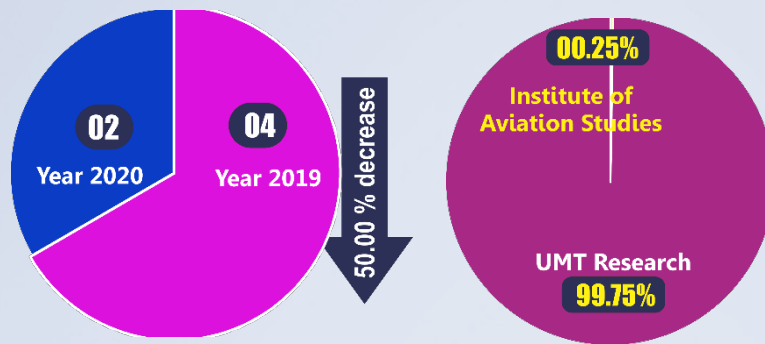 02
Year 2020
04
Year 2019
50.00 % decrease
00.25%
Institute of
Aviation Studies
UMT Research
99.75%